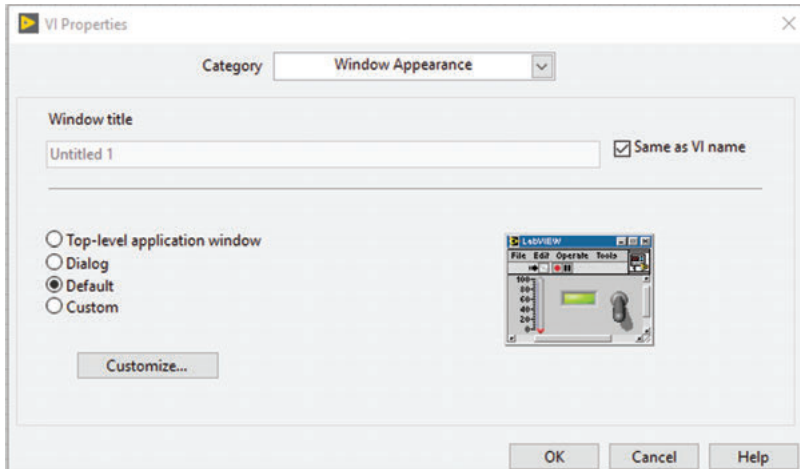 VI Properties
Category Window Appearance
Window title
Untitled 1 Same as VI name
Top-level application window
Dialog
Default
Custom
Customize...
LabVIEW
File Edit Operate Tools
100
80
60
40
20
0
OK Cancel Help